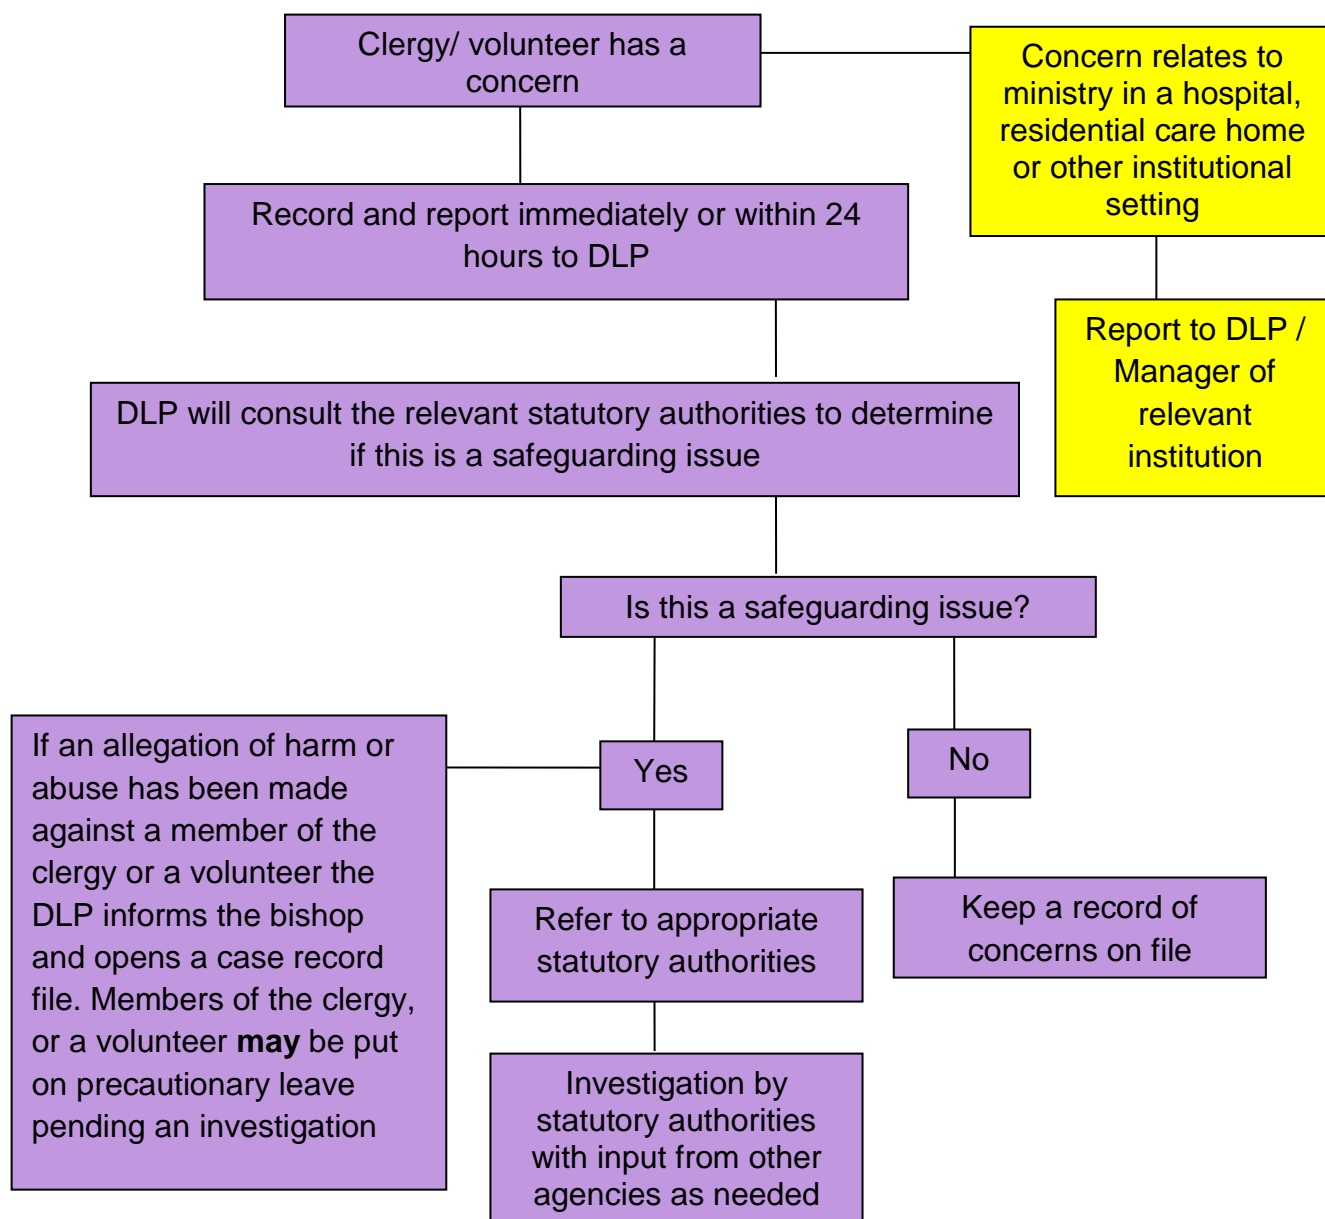 Clergy/ volunteer has a
concern
Concern relates to
ministry in a hospital,
residential care home
or other institutional
setting
Record and report immediately or within 24
hours to DLP
Report to DLP /
Manager of
relevant
institution
DLP will consult the relevant statutory authorities to determine
if this is a safeguarding issue
Is this a safeguarding issue?
If an allegation of harm or
abuse has been made
against a member of the
clergy or a volunteer the
DLP informs the bishop
and opens a case record
file. Members of the clergy,
or a volunteer may be put
on precautionary leave
pending an investigation
Yes
No
Refer to appropriate
statutory authorities
Keep a record of
concerns on file
Investigation by
statutory authorities
with input from other
agencies as needed